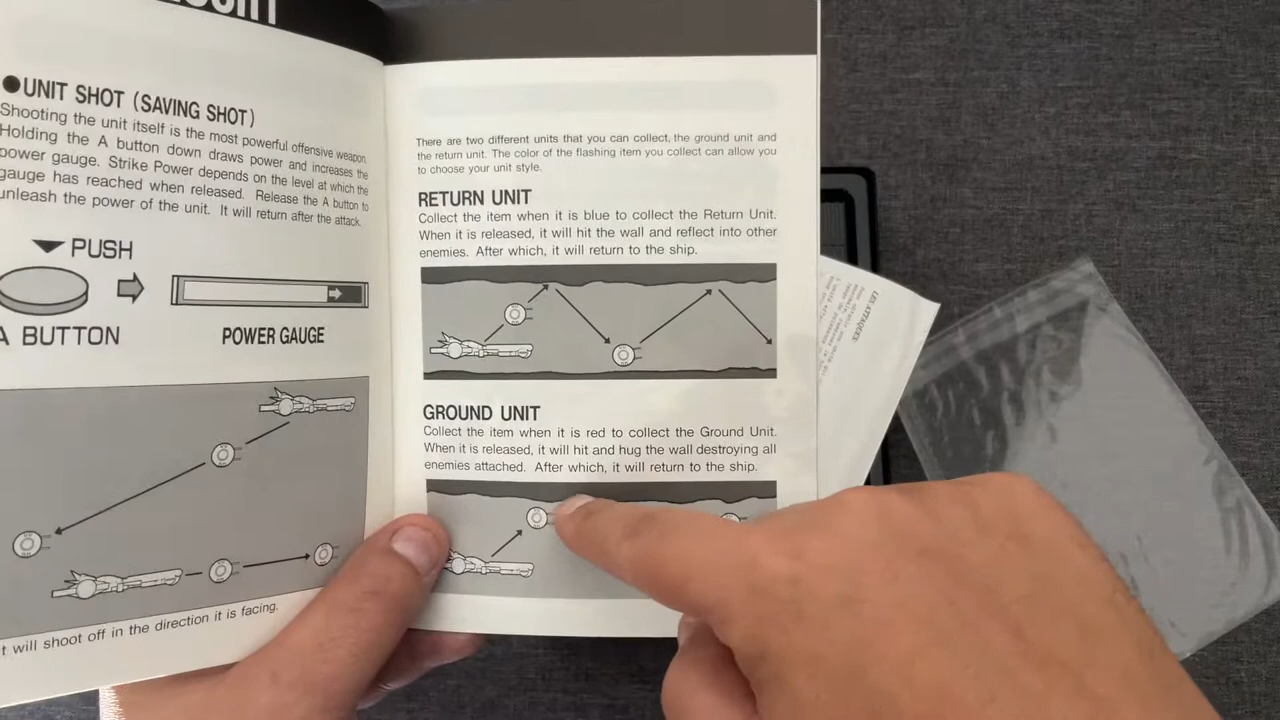 ●UNIT SHOT (SAVING SHOT)
Shooting the unit itself is the most powerful offensive weapon.
Holding the A button down draws power and increases the
power gauge. Strike Power depends on the level at which the
gauge has reached when released. Release the A button to
unleash the power of the unit. It will return after the attack.
PUSH
A BUTTON
POWER GAUGE
t will shoot off in the direction it is facing.
There are two different units that you can collect, the ground unit and
the return unit. The color of the flashing item you collect can allow you
to choose your unit style.
RETURN UNIT
Collect the item when it is blue to collect the Return Unit.
When it is released, it will hit the wall and reflect into other
enemies. After which, it will return to the ship.
GROUND UNIT
Collect the item when it is red to collect the Ground Unit.
When it is released, it will hit and hug the wall destroying all
enemies attached. After which, it will return to the ship.
LES ATTAQUES: